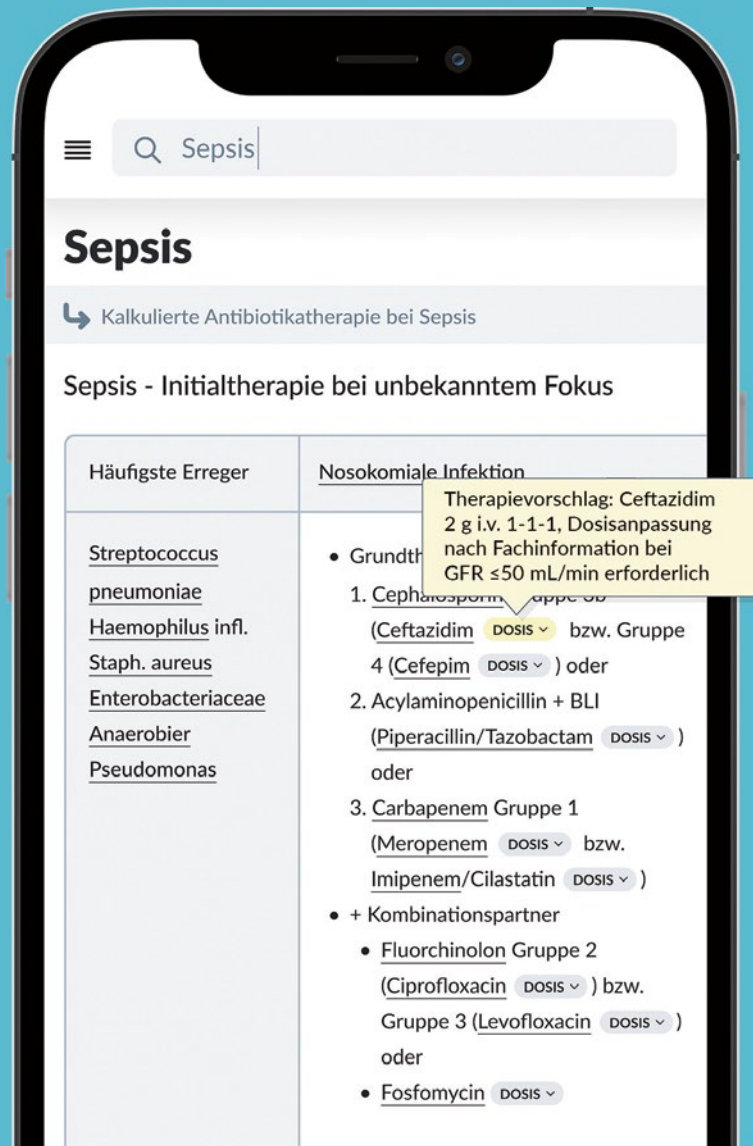 Sepsis
Sepsis
Kalkulierte Antibiotikatherapie bei Sepsis
Sepsis - Initialtherapie bei unbekanntem Fokus
Häufigste Erreger
Streptococcus
pneumoniae
Haemophilus infl.
Staph. aureus
Enterobacteriaceae
Anaerobier
Pseudomonas
Nosokomiale Infektion
Therapievorschlag: Ceftazidim
2 g i.v. 1-1-1, Dosisanpassung
nach Fachinformation bei
GFR ≤50 mL/min erforderlich
• Grundth
1. Cephalosporin Gruppe 3b
(Ceftazidim DOSIS bzw. Gruppe
4 (Cefepim DOSIS ) oder
2. Acylaminopenicillin + BLI
(Piperacillin/Tazobactam DOSIS )
oder
3. Carbapenem Gruppe 1
(Meropenem DOSIS bzw.
Imipenem/Cilastatin DOSIS )
• + Kombinationspartner
• Fluorchinolon Gruppe 2
(Ciprofloxacin DOSIS ) bzw.
Gruppe 3 (Levofloxacin DOSIS )
oder
• Fosfomycin DOSIS